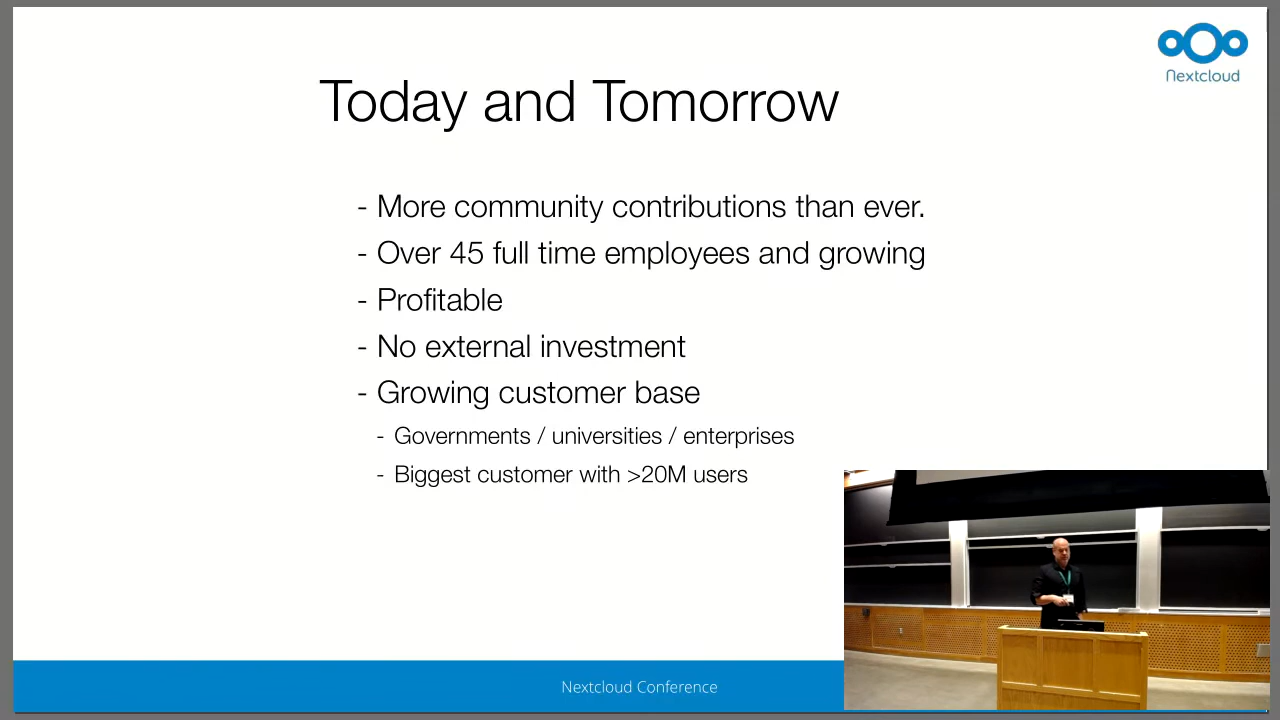 Nextcloud
Today and Tomorrow
- More community contributions than ever.
- Over 45 full time employees and growing
- Profitable
- No external investment
- Growing customer base
- Governments / universities / enterprises
- Biggest customer with >20M users
Nextcloud Conference